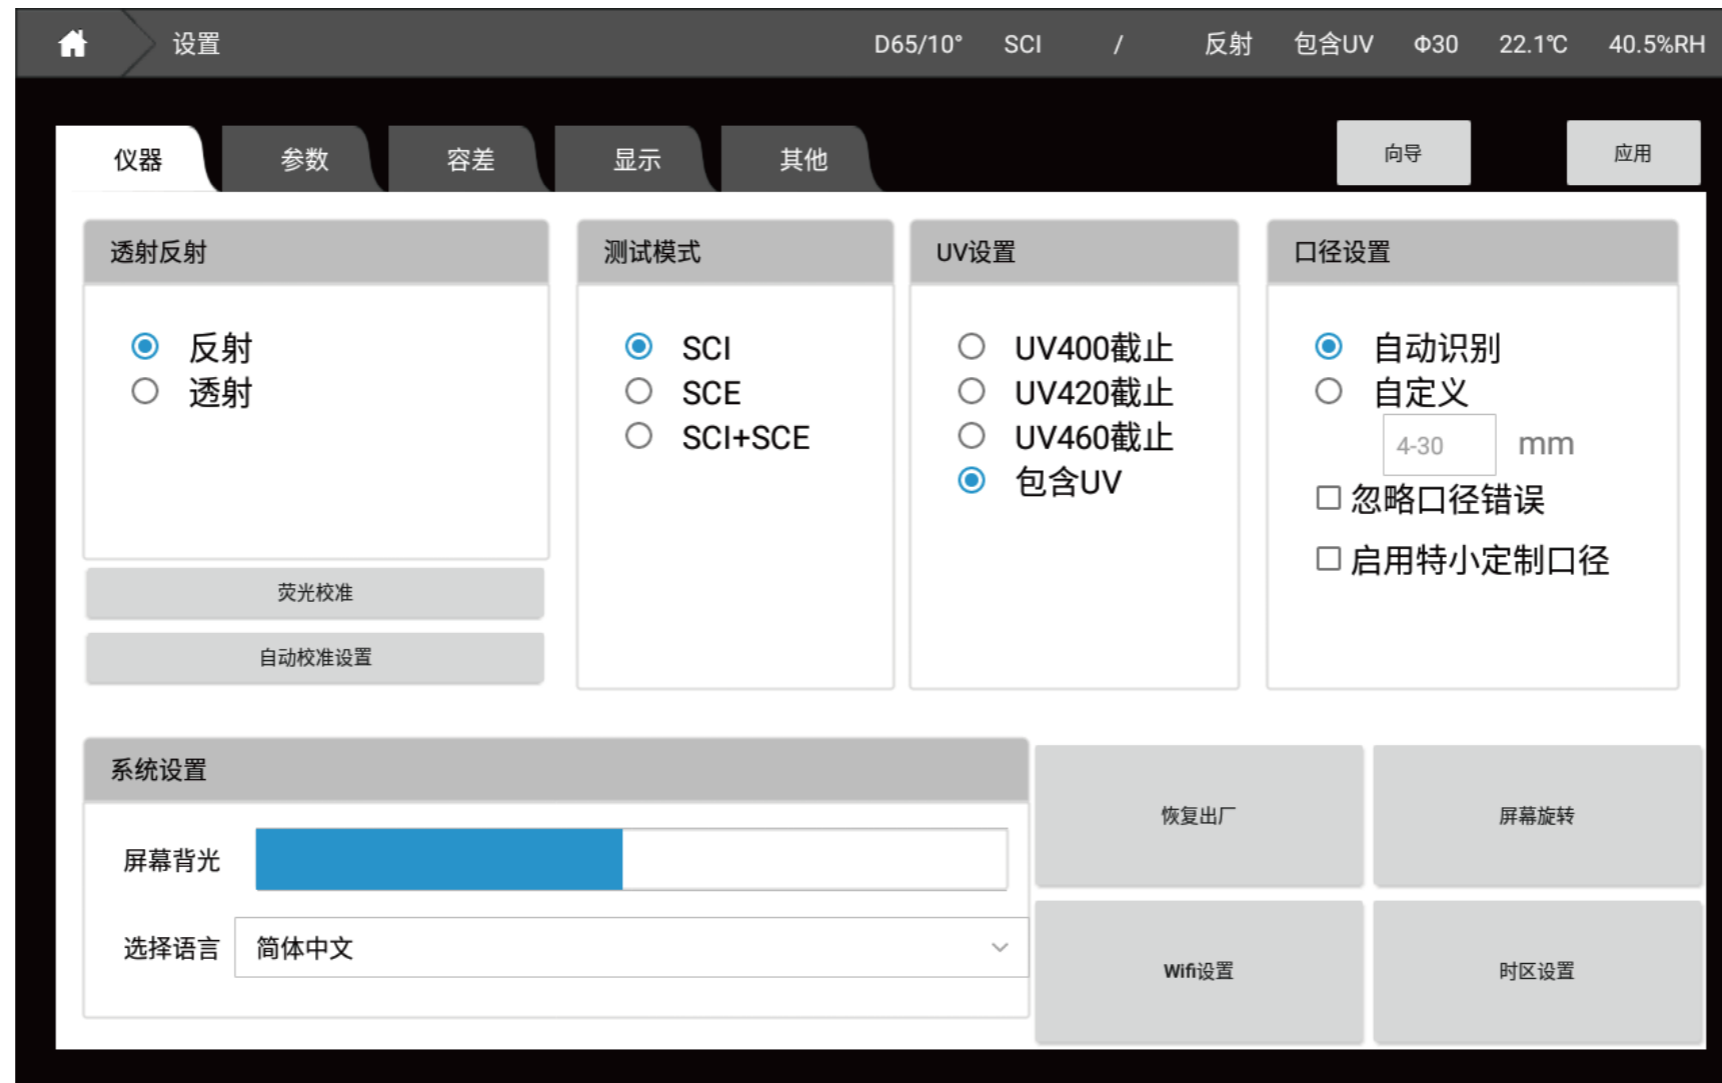 设置 D65/10° SCI / 反射 包含UV Φ30 22.1℃ 40.5%RH
仪器 参数 容差 显示 其他 向导 应用
透射反射
反射
透射
荧光校准
自动校准设置
测试模式
SCI
SCE
SCI+SCE
UV设置
UV400截止
UV420截止
UV460截止
包含UV
口径设置
自动识别
自定义
4-30 mm
忽略口径错误
启用特小定制口径
系统设置
屏幕背光
选择语言 简体中文
恢复出厂 屏幕旋转
Wifi设置 时区设置